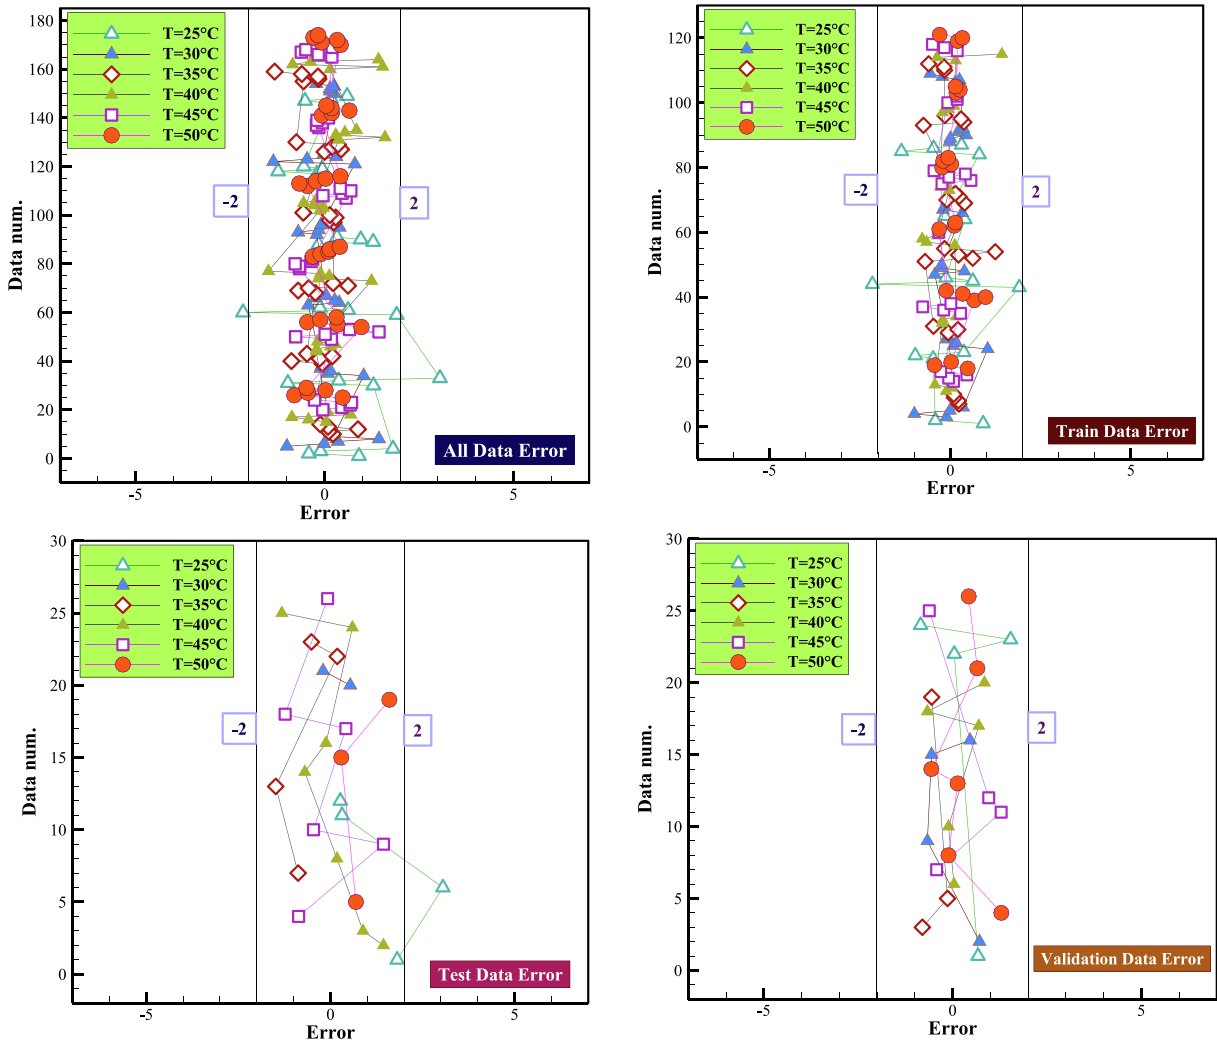 180
160
140
120
100
80
60
40
20
0
Data num.
T=25°C
T=30°C
T=35°C
T=40°C
T=45°C
T=50°C
-2
2
All Data Error
-5
0
5
Error
120
100
80
60
40
20
0
Data num.
T=25°C
T=30°C
T=35°C
T=40°C
T=45°C
T=50°C
-2
2
Train Data Error
-5
0
5
Error
30
25
20
15
10
5
0
Data num.
T=25°C
T=30°C
T=35°C
T=40°C
T=45°C
T=50°C
-2
2
Test Data Error
-5
0
5
Error
30
25
20
15
10
5
0
Data num.
T=25°C
T=30°C
T=35°C
T=40°C
T=45°C
T=50°C
-2
2
Validation Data Error
-5
0
5
Error